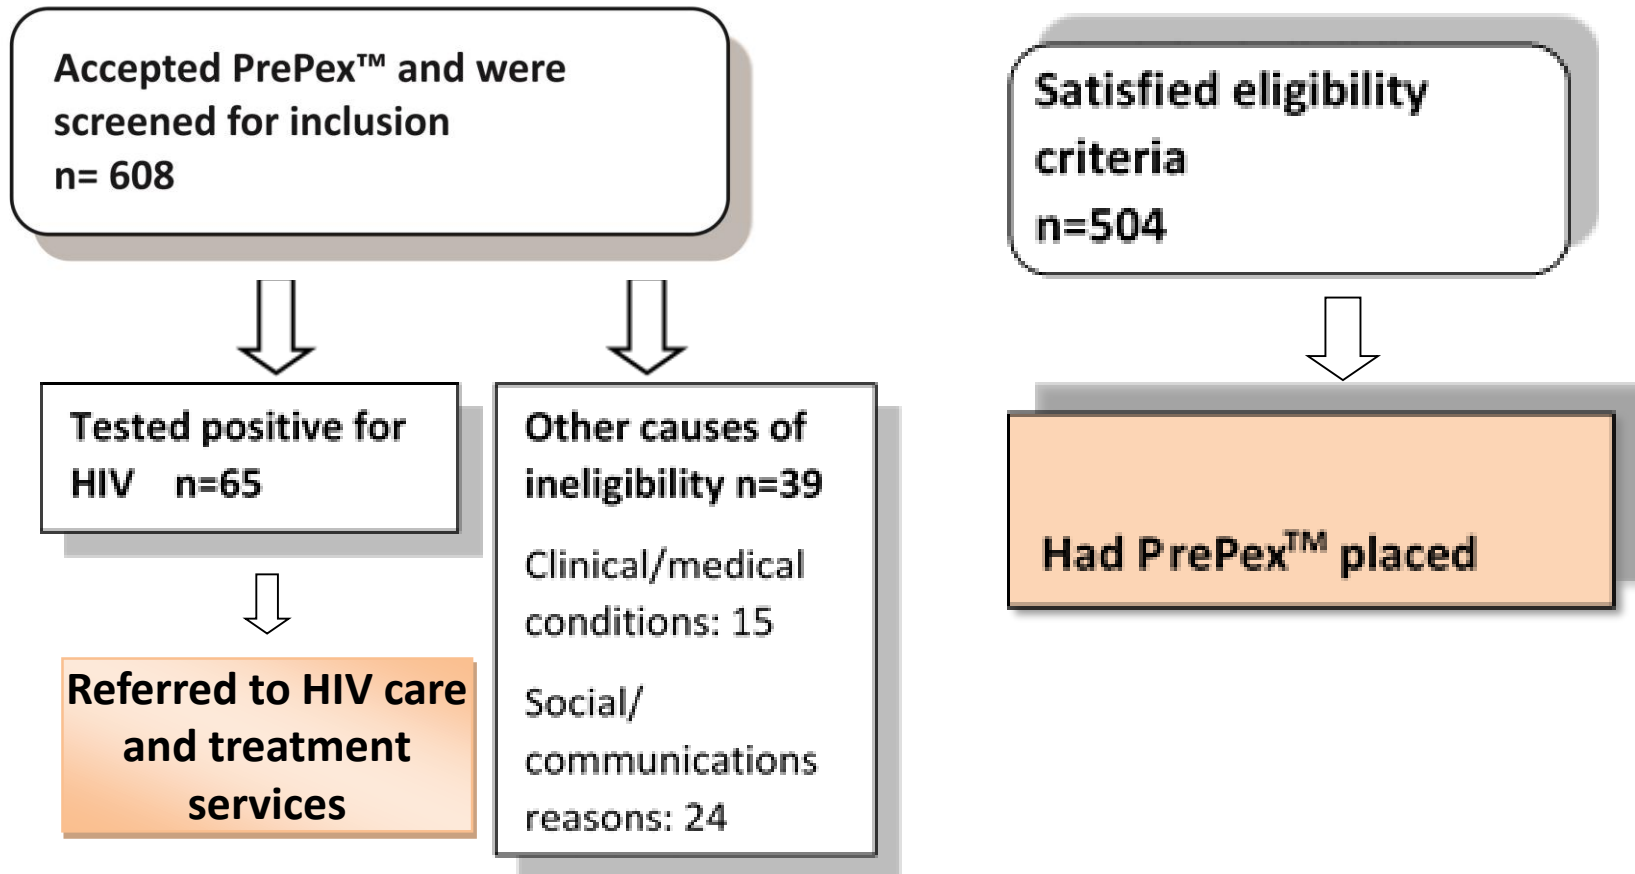 Accepted PrePex™ and were
screened for inclusion
n= 608
Tested positive for
HIV n=65
Referred to HIV care
and treatment
services
Other causes of
ineligibility n=39
Clinical/medical
conditions: 15
Social/
communications
reasons: 24
Satisfied eligibility
criteria
n=504
Had PrePex™ placed